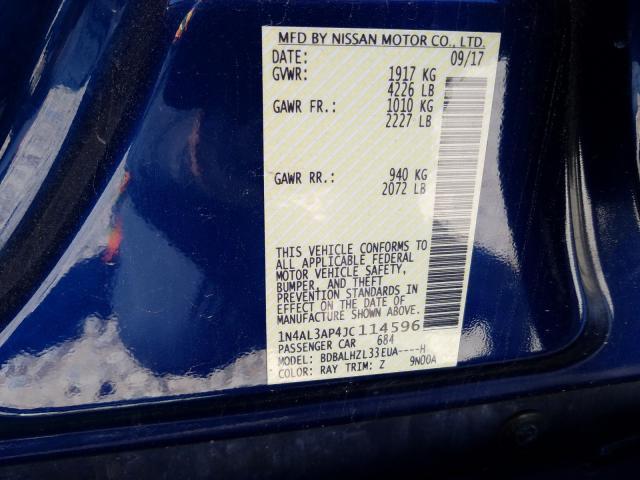 MFD BY NISSAN MOTOR CO., LTD.
DATE: 09/17
GVWR: 1917 KG
4226 LB
GAWR FR.: 1010 KG
2227 LB
GAWR RR.: 940 KG
2072 LB
THIS VEHICLE CONFORMS TO
ALL APPLICABLE FEDERAL
MOTOR VEHICLE SAFETY,
BUMPER, AND THEFT
PREVENTION STANDARDS IN
EFFECT ON THE DATE OF
MANUFACTURE SHOWN ABOVE.
1N4AL3AP4JC114596
PASSENGER CAR 684
MODEL: BDBALHZL33EUA----H
COLOR: RAY TRIM: Z 9N00A